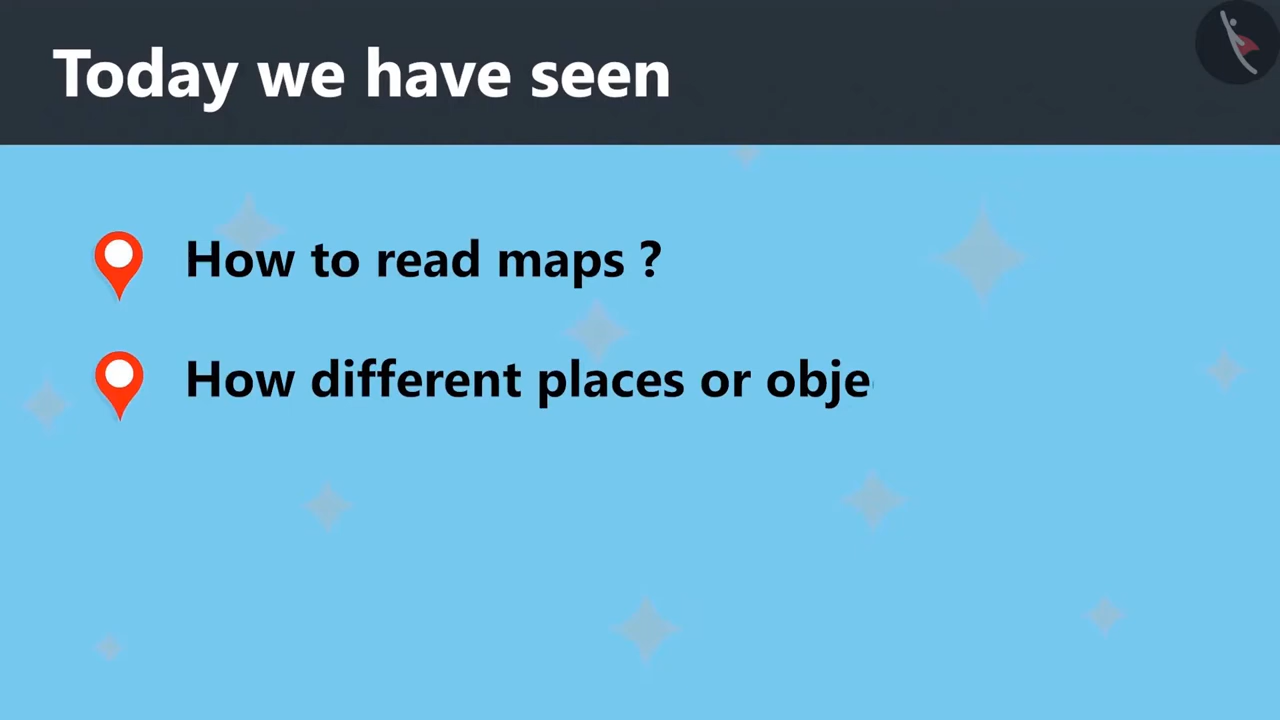 Today we have seen
How to read maps ?
How different places or obje